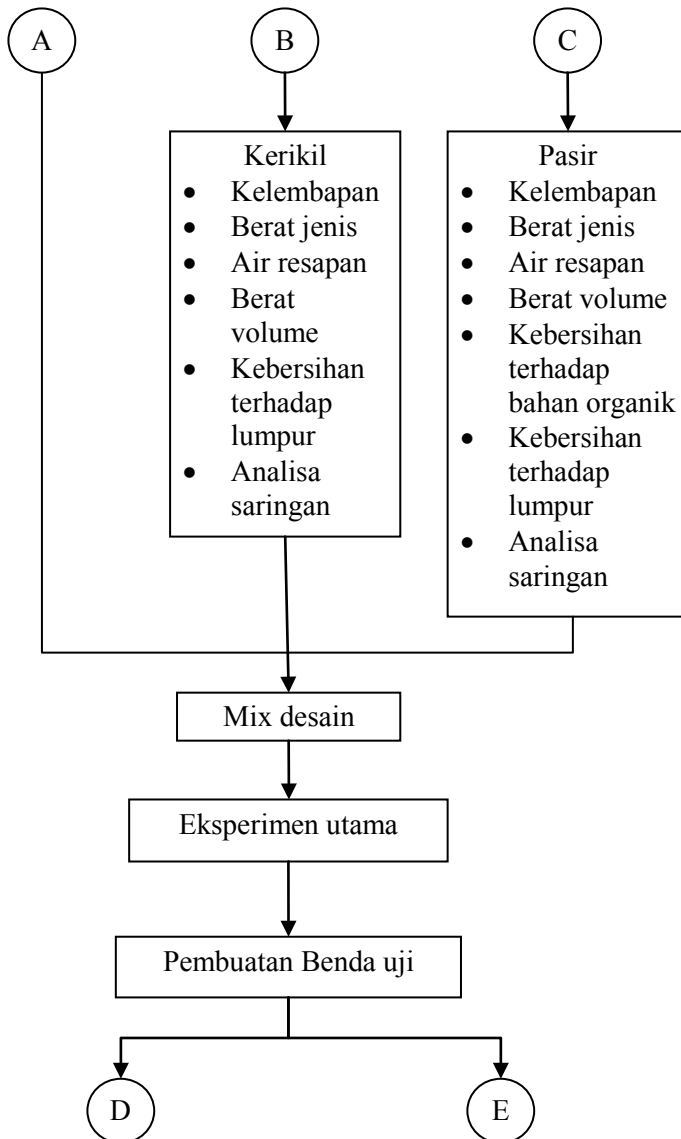 A
B
C
Kerikil
• Kelembapan
• Berat jenis
• Air resapan
• Berat
volume
• Kebersihan
terhadap
lumpur
• Analisa
saringan
Pasir
• Kelembapan
• Berat jenis
• Air resapan
• Berat volume
• Kebersihan
terhadap
bahan organik
• Kebersihan
terhadap
lumpur
• Analisa
saringan
Mix desain
Eksperimen utama
Pembuatan Benda uji
D
E